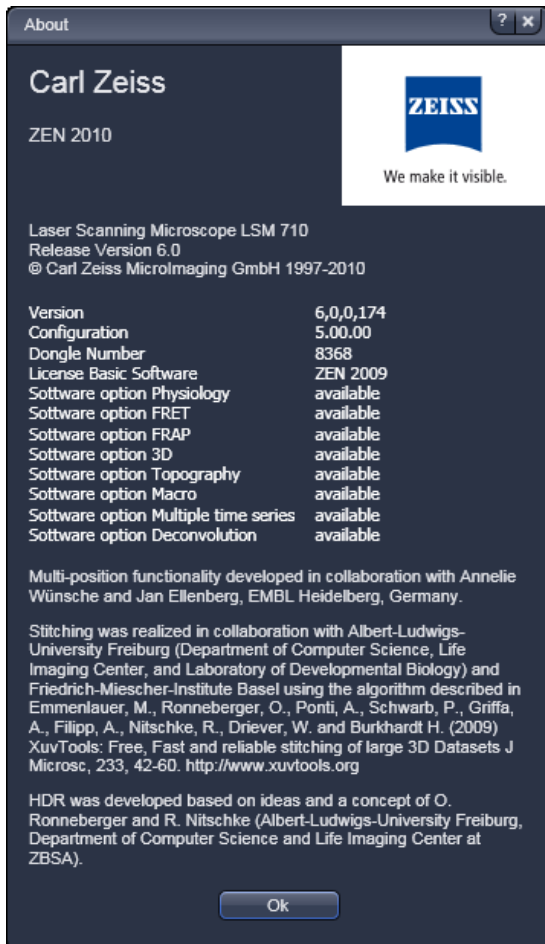 About
? ×
Carl Zeiss
ZEN 2010
ZEISS
We make it visible.
Laser Scanning Microscope LSM 710
Release Version 6.0
© Carl Zeiss MicroImaging GmbH 1997-2010
Version 6,0,0,174
Configuration 5.00.00
Dongle Number 8368
License Basic Software ZEN 2009
Sottware option Physiology available
Sottware option FRET available
Sottware option FRAP available
Sottware option 3D available
Sottware option Topography available
Sottware option Macro available
Sottware option Multiple time series available
Sottware option Deconvolution available
Multi-position functionality developed in collaboration with Annelie
Wünsche and Jan Ellenberg, EMBL Heidelberg, Germany.
Stitching was realized in collaboration with Albert-Ludwigs-
University Freiburg (Department of Computer Science, Life
Imaging Center, and Laboratory of Developmental Biology) and
Friedrich-Miescher-Institute Basel using the algorithm described in
Emmenlauer, M., Ronneberger, O., Ponti, A., Schwarb, P., Griffa,
A., Filipp, A., Nitschke, R., Driever, W. and Burkhardt H. (2009)
XuvTools: Free, Fast and reliable stitching of large 3D Datasets J
Microsc, 233, 42-60. http://www.xuvtools.org
HDR was developed based on ideas and a concept of O.
Ronneberger and R. Nitschke (Albert-Ludwigs-University Freiburg,
Department of Computer Science and Life Imaging Center at
ZBSA).
Ok